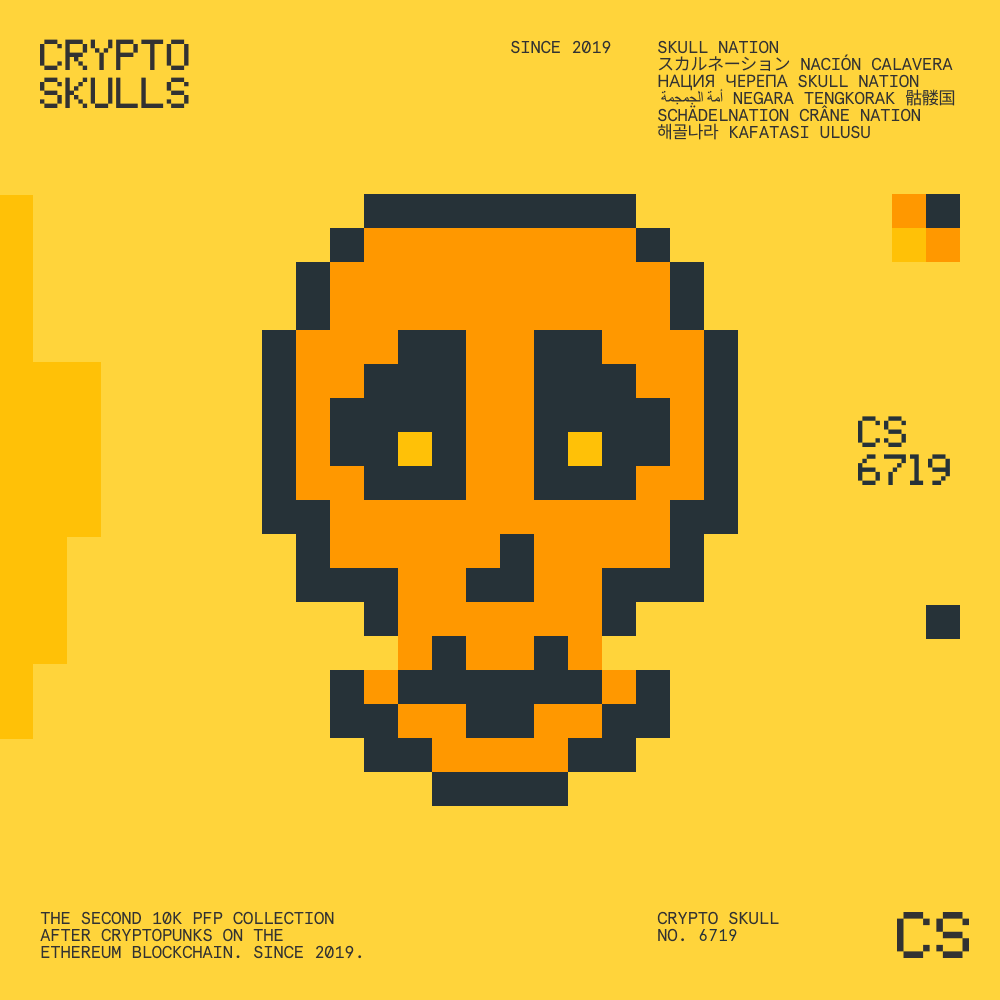 CRYPTO
SKULLS
SINCE 2019
SKULL NATION
スカルネーション NACIÓN CALAVERA
НАЦИЯ ЧЕРЕПА SKULL NATION
أمة الجمجمة NEGARA TENGKORAK 骷髅国
SCHÄDELNATION CRÂNE NATION
해골나라 KAFATASI ULUSU
CS
6719
THE SECOND 10K PFP COLLECTION
AFTER CRYPTOPUNKS ON THE
ETHEREUM BLOCKCHAIN. SINCE 2019.
CRYPTO SKULL
NO. 6719
CS